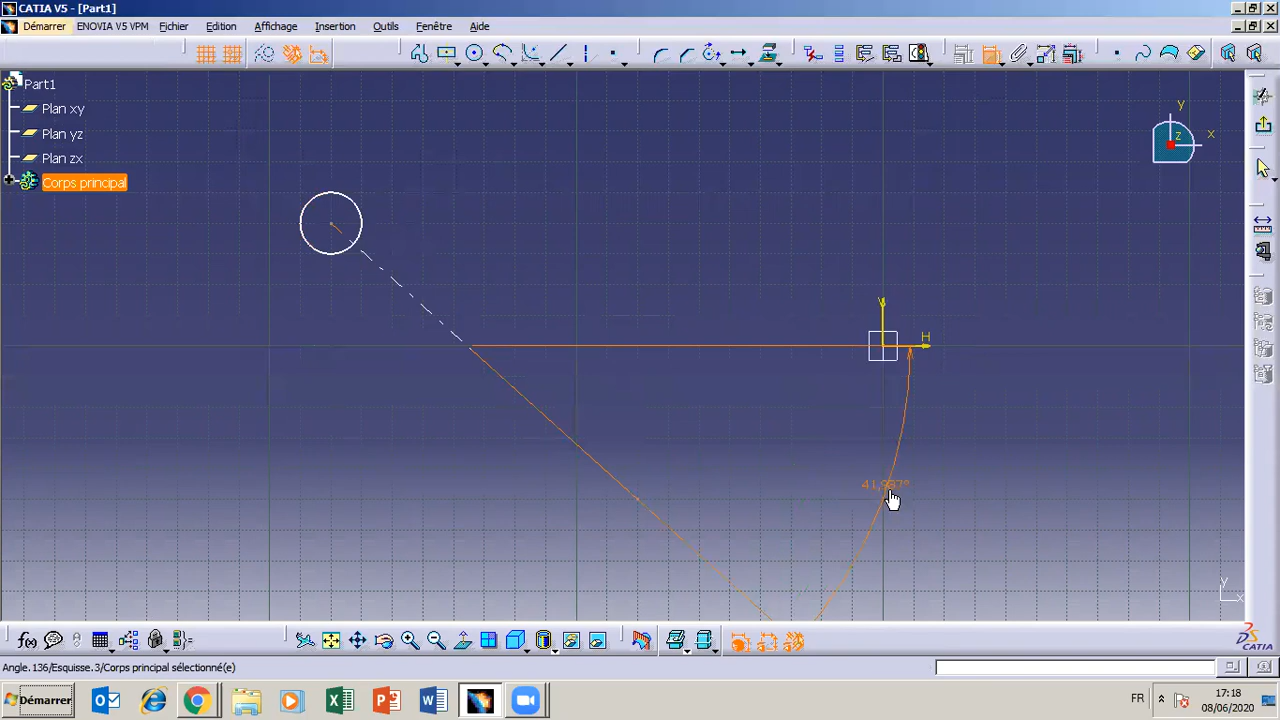 CATIA V5 - [Part1]
Démarrer ENOVIA V5 VPM Fichier Edition Affichage Insertion Outils Fenêtre Aide
Part1
Plan xy
Plan yz
Plan zx
Corps principal
y
x
z
V
H
y
x
f(x)
CATIA
Angle.136/Esquisse.3/Corps principal sélectionné(e)
Démarrer
FR
17:18
08/06/2020